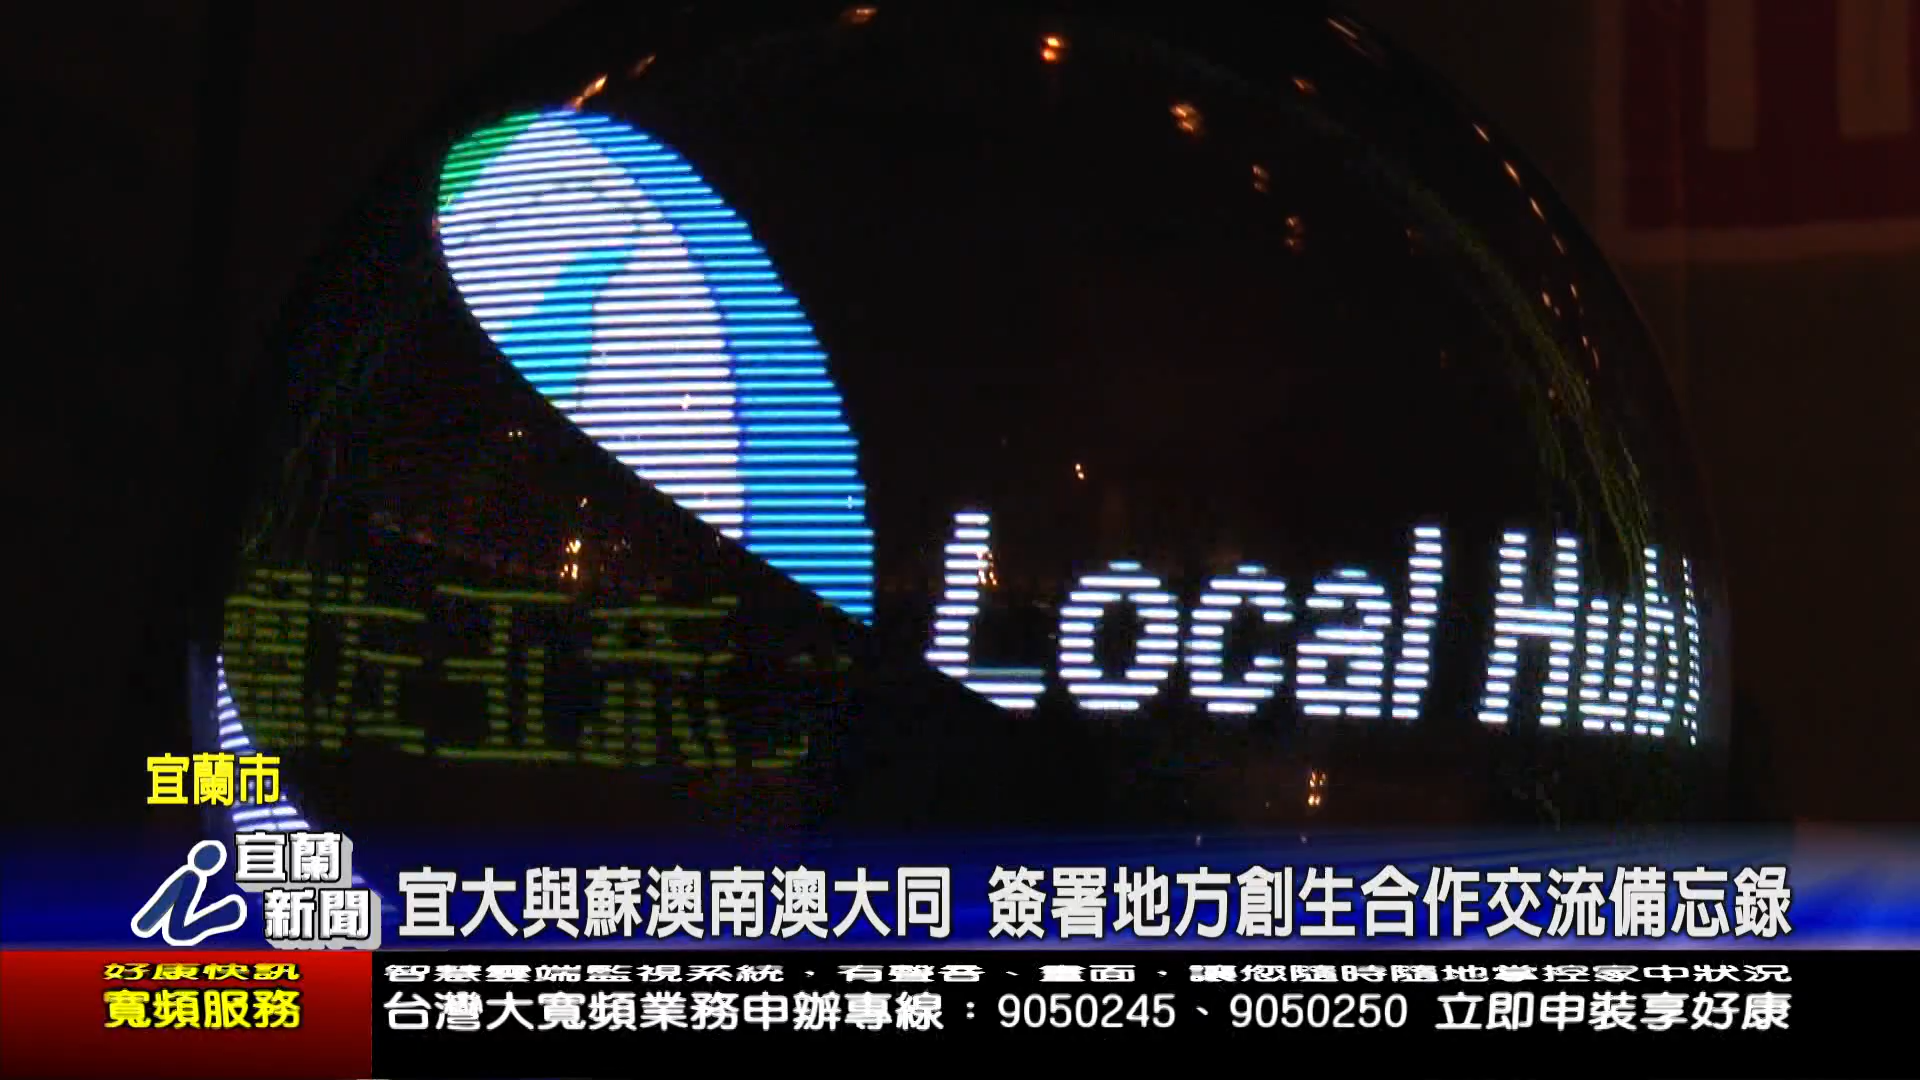 Local Hub
宜蘭市
宜蘭
新聞
宜大與蘇澳南澳大同 簽署地方創生合作交流備忘錄
好康快訊
寬頻服務
智慧雲端監視系統，有聲音、畫面，讓您隨時隨地掌控家中狀況
台灣大寬頻業務申辦專線：9050245、9050250 立即申裝享好康